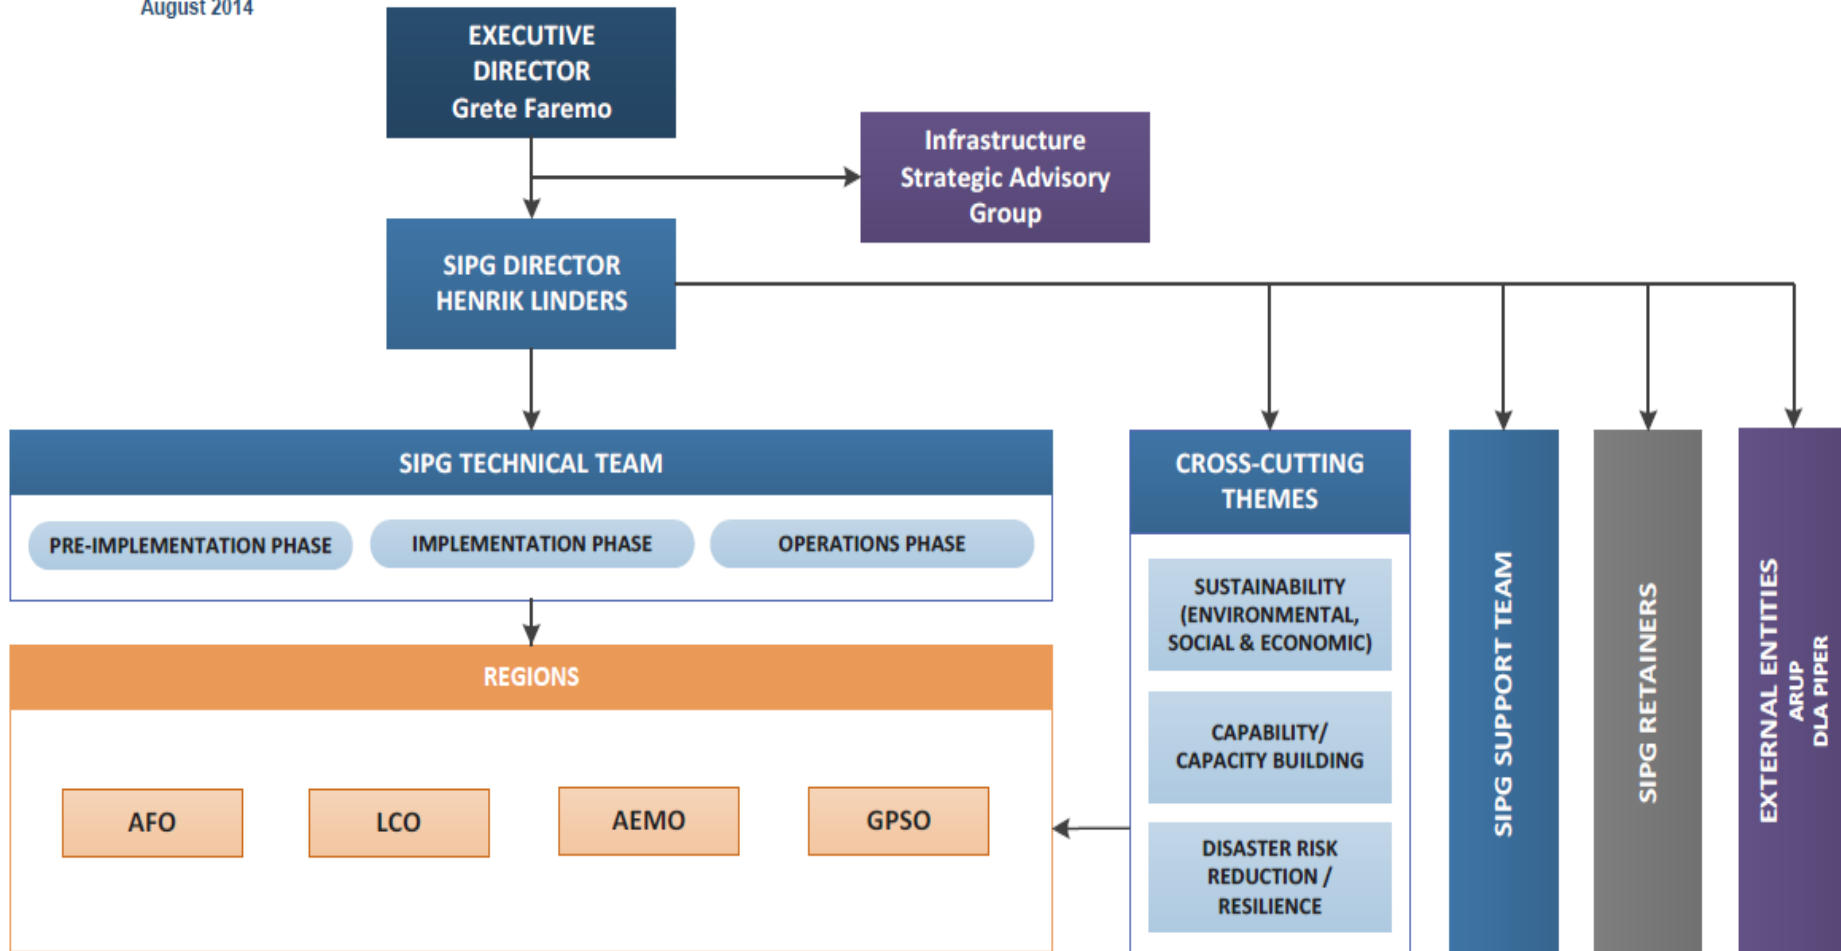 August 2014
EXECUTIVE
DIRECTOR
Grete Faremo
Infrastructure
Strategic Advisory
Group
SIPG DIRECTOR
HENRIK LINDERS
SIPG TECHNICAL TEAM
PRE-IMPLEMENTATION PHASE
IMPLEMENTATION PHASE
OPERATIONS PHASE
REGIONS
AFO
LCO
AEMO
GPSO
CROSS-CUTTING
THEMES
SUSTAINABILITY
(ENVIRONMENTAL,
SOCIAL & ECONOMIC)
CAPABILITY/
CAPACITY BUILDING
DISASTER RISK
REDUCTION /
RESILIENCE
SIPG SUPPORT TEAM
SIPG RETAINERS
EXTERNAL ENTITIES
ARUP
DLA PIPER